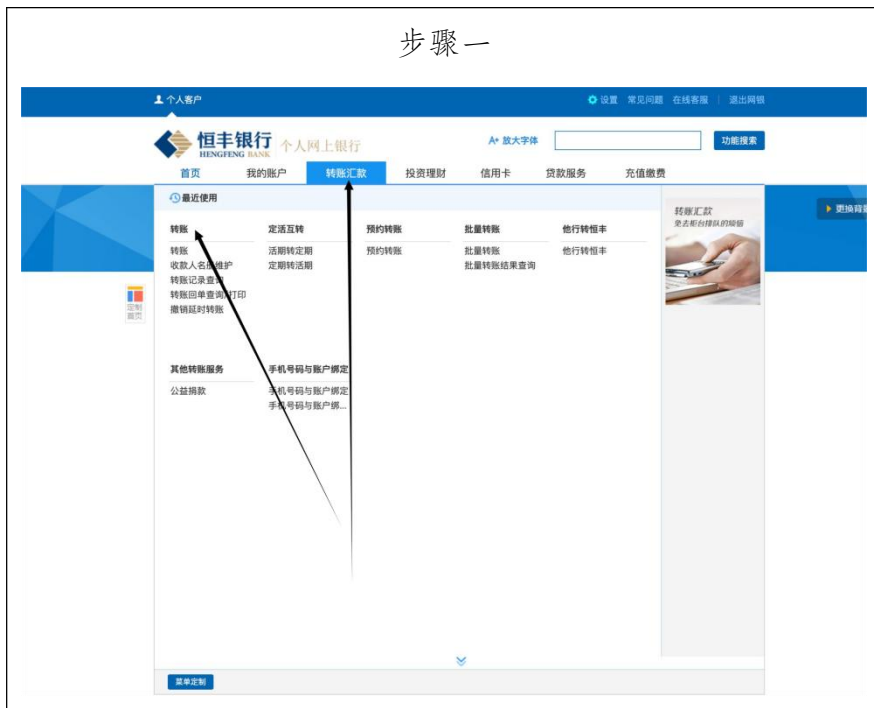 步骤一
个人客户
设置 常见问题 在线客服 退出网银
恒丰银行 个人网上银行
HENGFENG BANK
A+ 放大字体
功能搜索
首页 我的账户 转账汇款 投资理财 信用卡 贷款服务 充值缴费
最近使用
转账汇款
免去柜台排队的烦恼
更换背景
转账 定活互转 预约转账 批量转账 他行转恒丰
转账 活期转定期 预约转账 批量转账 他行转恒丰
收款人名册维护 定期转活期 批量转账结果查询
转账记录查询
转账回单查询/打印
撤销延时转账
定制
首页
其他转账服务 手机号码与账户绑定
公益捐款 手机号码与账户绑定
手机号码与账户绑...
菜单定制